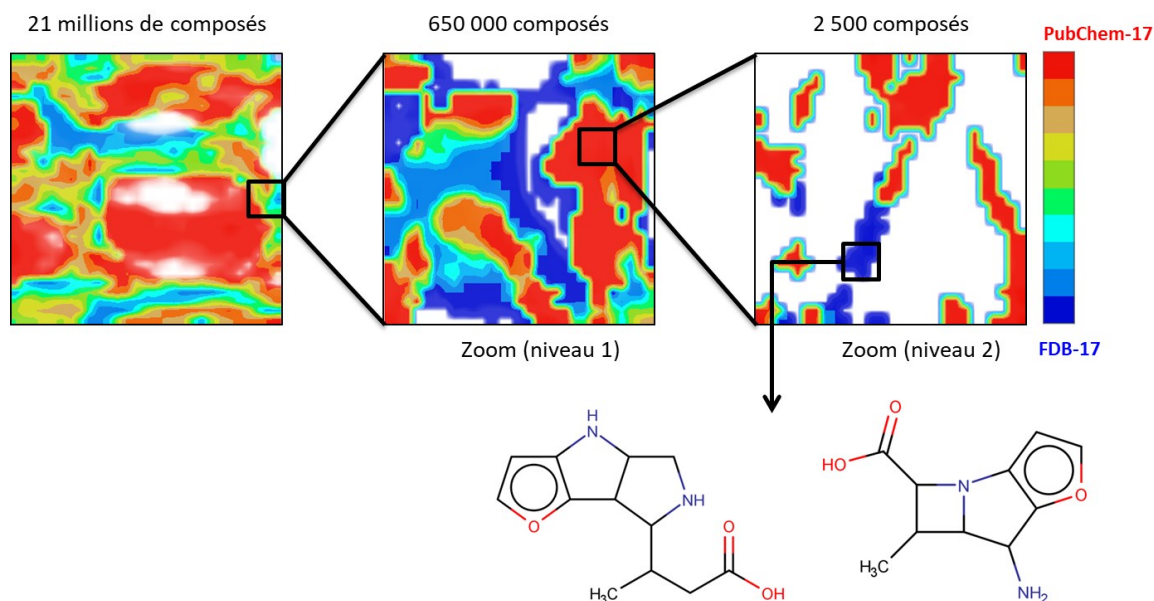 21 millions de composés
650 000 composés
2 500 composés
PubChem-17
Zoom (niveau 1)
Zoom (niveau 2)
FDB-17
H
N
NH
O
O
H₃C
OH
O
HO
N
O
H₃C
NH₂